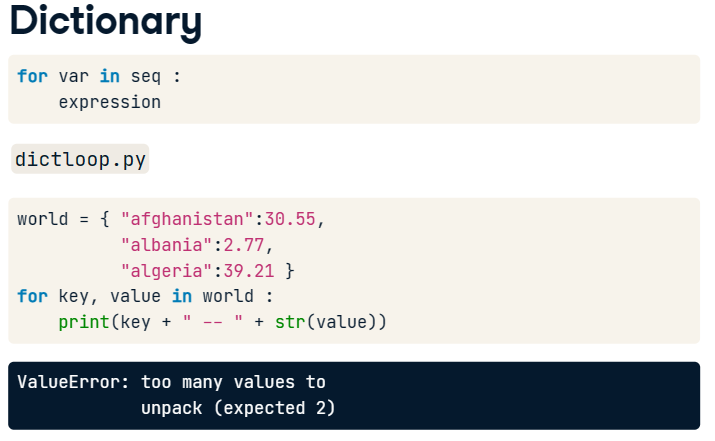 Dictionary
for var in seq :
    expression
dictloop.py
world = { "afghanistan":30.55,
          "albania":2.77,
          "algeria":39.21 }
for key, value in world :
    print(key + " -- " + str(value))
ValueError: too many values to
            unpack (expected 2)